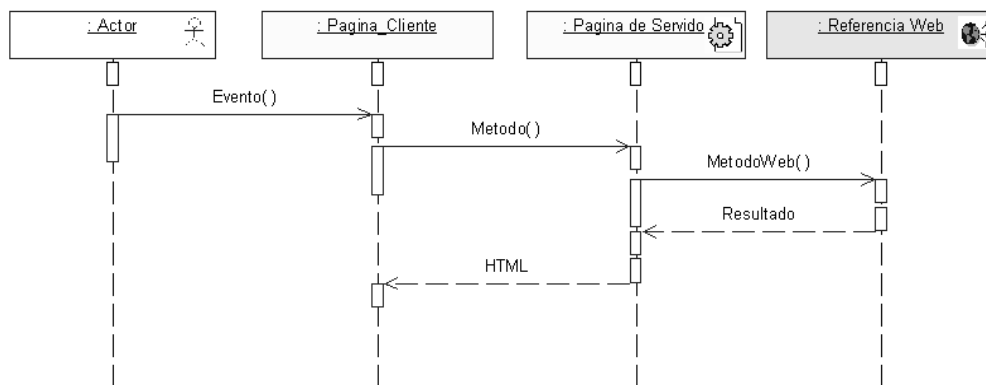 : Actor
: Pagina_Cliente
: Pagina de Servido
: Referencia Web
Evento()
Metodo()
MetodoWeb()
Resultado
HTML